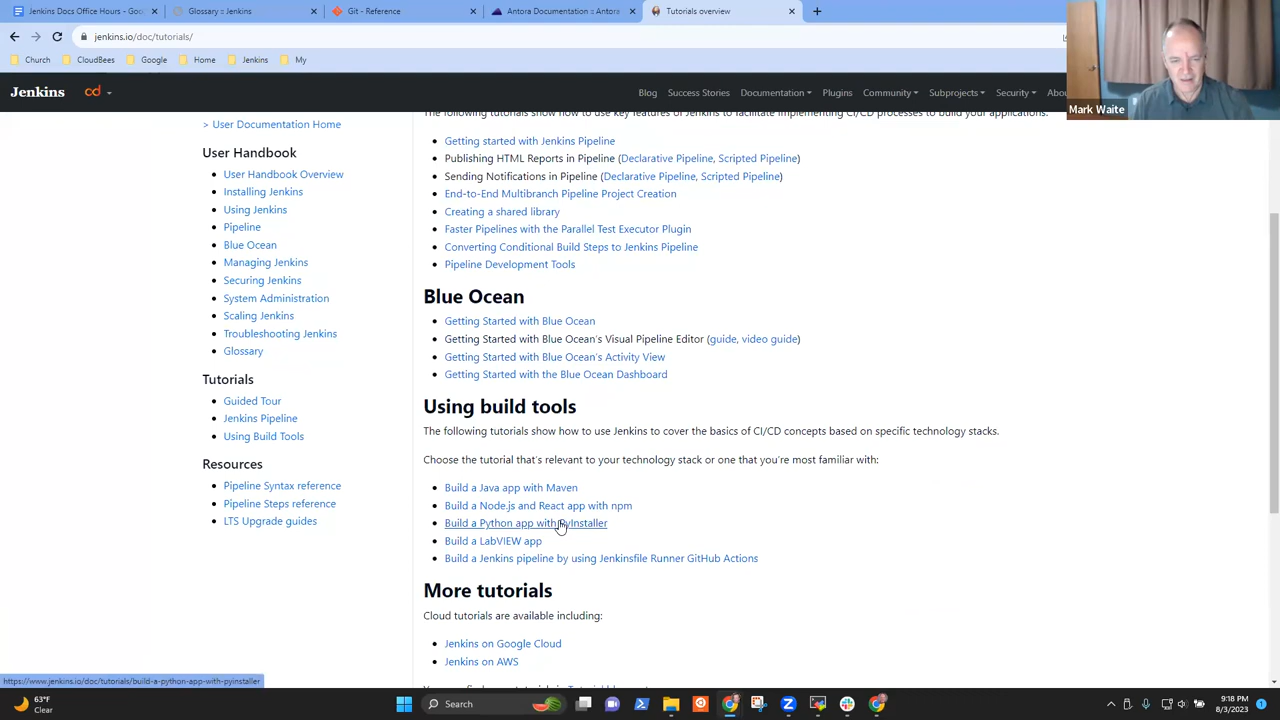 Jenkins Docs Office Hours - Goo
Glossary :: Jenkins
Git - Reference
Antora Documentation :: Antora
Tutorials overview
jenkins.io/doc/tutorials/
Church
CloudBees
Google
Home
Jenkins
My
Mark Waite
Jenkins
cd
Blog
Success Stories
Documentation
Plugins
Community
Subprojects
Security
The following tutorials show how to use key features of Jenkins to facilitate implementing CI/CD processes to build your applications.
> User Documentation Home
User Handbook
User Handbook Overview
Installing Jenkins
Using Jenkins
Pipeline
Blue Ocean
Managing Jenkins
Securing Jenkins
System Administration
Scaling Jenkins
Troubleshooting Jenkins
Glossary
Tutorials
Guided Tour
Jenkins Pipeline
Using Build Tools
Resources
Pipeline Syntax reference
Pipeline Steps reference
LTS Upgrade guides
Getting started with Jenkins Pipeline
Publishing HTML Reports in Pipeline (Declarative Pipeline, Scripted Pipeline)
Sending Notifications in Pipeline (Declarative Pipeline, Scripted Pipeline)
End-to-End Multibranch Pipeline Project Creation
Creating a shared library
Faster Pipelines with the Parallel Test Executor Plugin
Converting Conditional Build Steps to Jenkins Pipeline
Pipeline Development Tools
Blue Ocean
Getting Started with Blue Ocean
Getting Started with Blue Ocean's Visual Pipeline Editor (guide, video guide)
Getting Started with Blue Ocean's Activity View
Getting Started with the Blue Ocean Dashboard
Using build tools
The following tutorials show how to use Jenkins to cover the basics of CI/CD concepts based on specific technology stacks.
Choose the tutorial that's relevant to your technology stack or one that you're most familiar with:
Build a Java app with Maven
Build a Node.js and React app with npm
Build a Python app with PyInstaller
Build a LabVIEW app
Build a Jenkins pipeline by using Jenkinsfile Runner GitHub Actions
More tutorials
Cloud tutorials are available including:
Jenkins on Google Cloud
Jenkins on AWS
https://www.jenkins.io/doc/tutorials/build-a-python-app-with-pyinstaller
63°F
Clear
Search
9:18 PM
8/3/2023